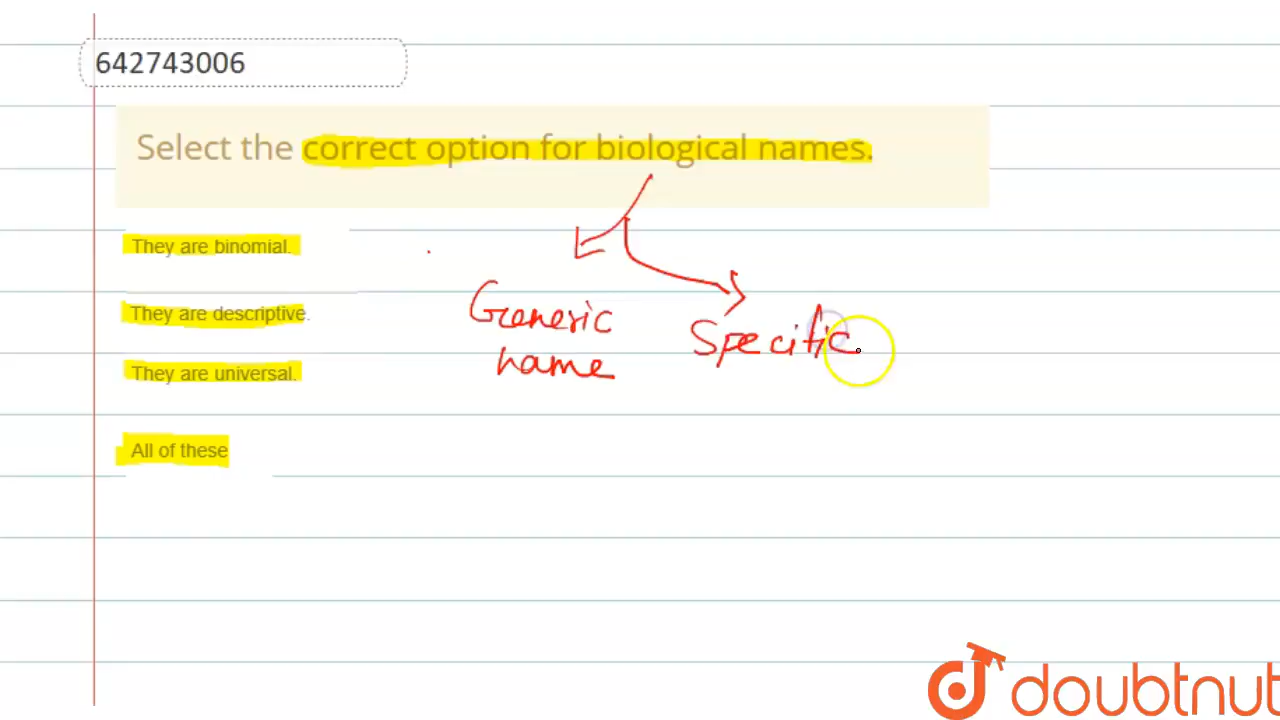 642743006
Select the correct option for biological names.
They are binomial.
They are descriptive.
They are universal.
All of these
Generic
name
Specific
doubtnut